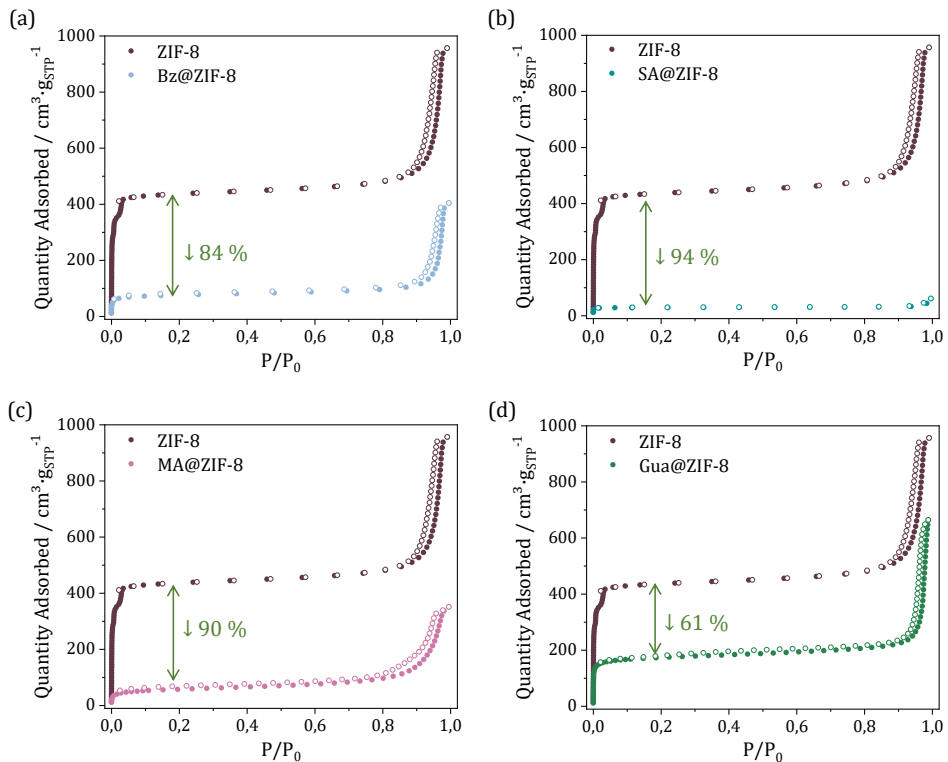 (a)
1000
800
600
400
200
0
0,0 0,2 0,4 0,6 0,8 1,0
Quantity Adsorbed / cm³·g_STP⁻¹
P/P₀
ZIF-8
Bz@ZIF-8
↓ 84 %
(b)
1000
800
600
400
200
0
0,0 0,2 0,4 0,6 0,8 1,0
Quantity Adsorbed / cm³·g_STP⁻¹
P/P₀
ZIF-8
SA@ZIF-8
↓ 94 %
(c)
1000
800
600
400
200
0
0,0 0,2 0,4 0,6 0,8 1,0
Quantity Adsorbed / cm³·g_STP⁻¹
P/P₀
ZIF-8
MA@ZIF-8
↓ 90 %
(d)
1000
800
600
400
200
0
0,0 0,2 0,4 0,6 0,8 1,0
Quantity Adsorbed / cm³·g_STP⁻¹
P/P₀
ZIF-8
Gua@ZIF-8
↓ 61 %